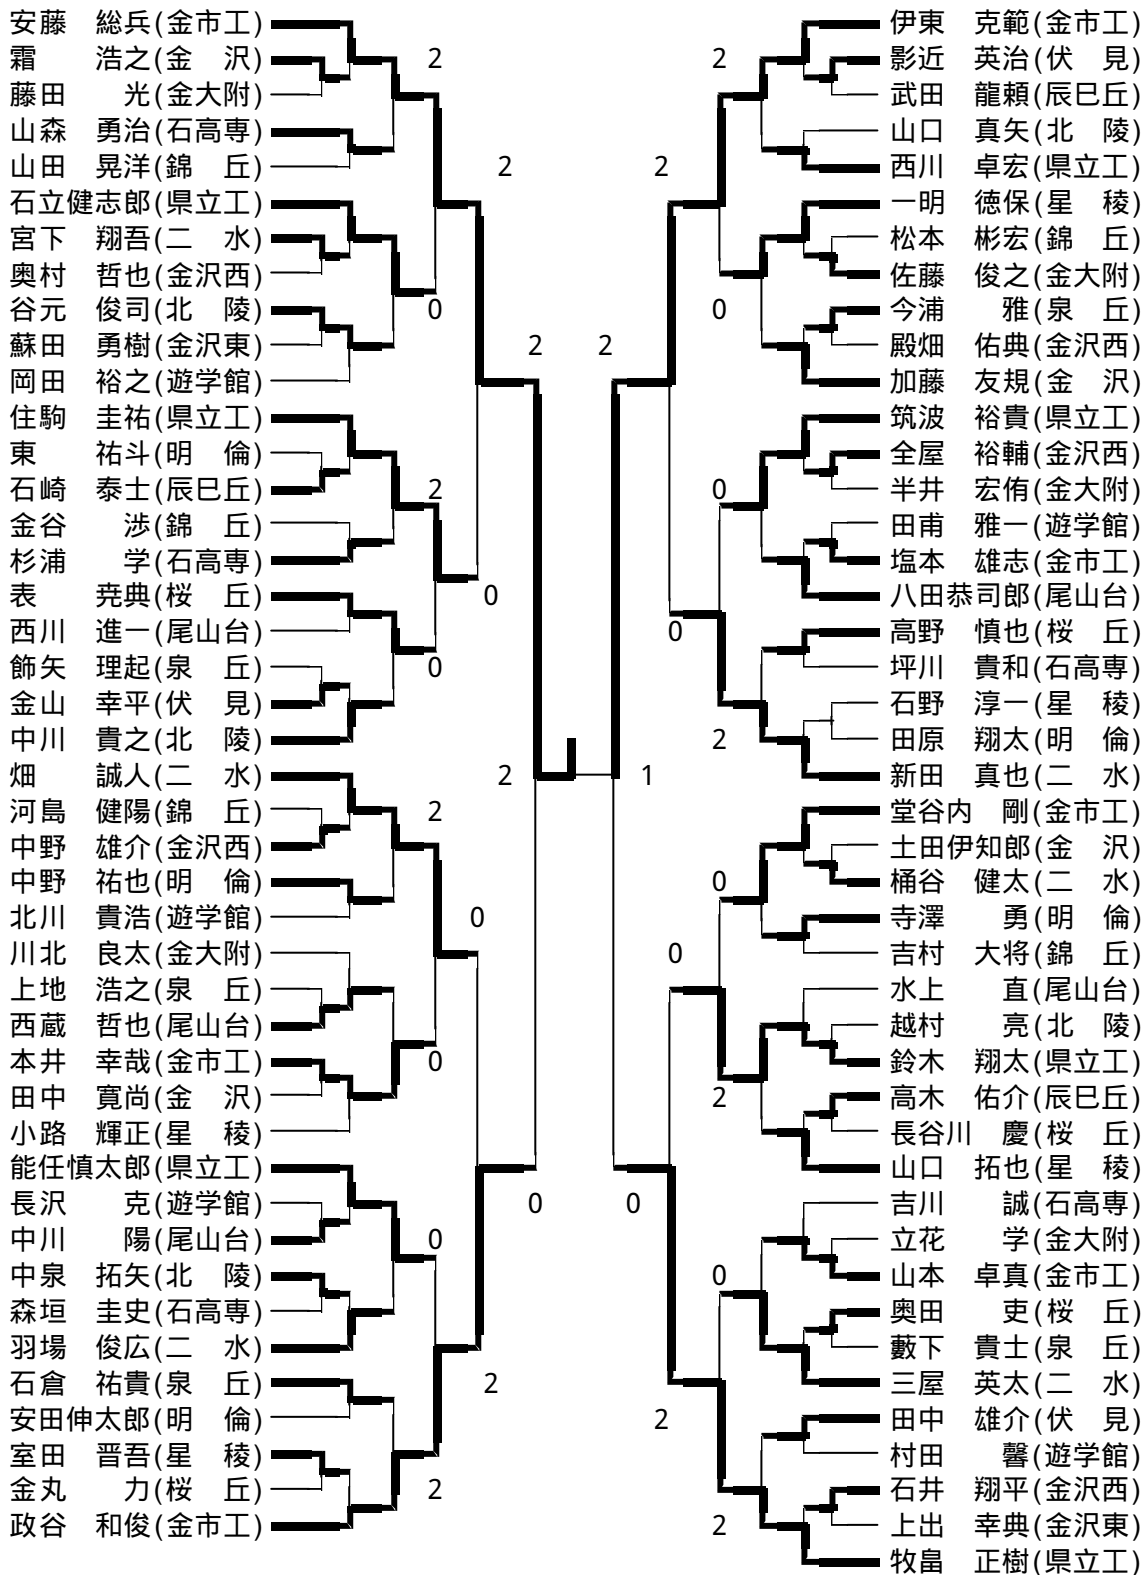 安藤　総兵(金市工)
霜　　浩之(金　沢)
藤田　　光(金大附)
山森　勇治(石高専)
山田　晃洋(錦　丘)
石立健志郎(県立工)
宮下　翔吾(二　水)
奥村　哲也(金沢西)
谷元　俊司(北　陵)
蘇田　勇樹(金沢東)
岡田　裕之(遊学館)
住駒　圭祐(県立工)
東　　祐斗(明　倫)
石崎　泰士(辰巳丘)
金谷　　渉(錦　丘)
杉浦　　学(石高専)
表　　尭典(桜　丘)
西川　進一(尾山台)
飾矢　理起(泉　丘)
金山　幸平(伏　見)
中川　貴之(北　陵)
畑　　誠人(二　水)
河島　健陽(錦　丘)
中野　雄介(金沢西)
中野　祐也(明　倫)
北川　貴浩(遊学館)
川北　良太(金大附)
上地　浩之(泉　丘)
西蔵　哲也(尾山台)
本井　幸哉(金市工)
田中　寛尚(金　沢)
小路　輝正(星　稜)
能任慎太郎(県立工)
長沢　　克(遊学館)
中川　　陽(尾山台)
中泉　拓矢(北　陵)
森垣　圭史(石高専)
羽場　俊広(二　水)
石倉　祐貴(泉　丘)
安田伸太郎(明　倫)
室田　晋吾(星　稜)
金丸　　力(桜　丘)
政谷　和俊(金市工)
2
2
0
2
2
0
0
2
2
0
0
0
0
2
2
2
2
0
2
0
0
2
1
0
0
2
0
0
2
2
伊東　克範(金市工)
影近　英治(伏　見)
武田　龍頼(辰巳丘)
山口　真矢(北　陵)
西川　卓宏(県立工)
一明　徳保(星　稜)
松本　彬宏(錦　丘)
佐藤　俊之(金大附)
今浦　　雅(泉　丘)
殿畑　佑典(金沢西)
加藤　友規(金　沢)
筑波　裕貴(県立工)
全屋　裕輔(金沢西)
半井　宏侑(金大附)
田甫　雅一(遊学館)
塩本　雄志(金市工)
八田恭司郎(尾山台)
高野　慎也(桜　丘)
坪川　貴和(石高専)
石野　淳一(星　稜)
田原　翔太(明　倫)
新田　真也(二　水)
堂谷内　剛(金市工)
土田伊知郎(金　沢)
桶谷　健太(二　水)
寺澤　　勇(明　倫)
吉村　大将(錦　丘)
水上　　直(尾山台)
越村　　亮(北　陵)
鈴木　翔太(県立工)
高木　佑介(辰巳丘)
長谷川　慶(桜　丘)
山口　拓也(星　稜)
吉川　　誠(石高専)
立花　　学(金大附)
山本　卓真(金市工)
奥田　　吏(桜　丘)
藪下　貴士(泉　丘)
三屋　英太(二　水)
田中　雄介(伏　見)
村田　　馨(遊学館)
石井　翔平(金沢西)
上出　幸典(金沢東)
牧畠　正樹(県立工)